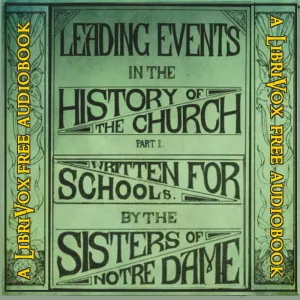 LEADING EVENTS
IN THE
HISTORY OF
THE CHURCH
PART I.
WRITTEN FOR
SCHOOLS.
BY THE
SISTERS OF
NOTRE DAME
A LIBRIVOX FREE AUDIOBOOK
A LIBRIVOX FREE AUDIOBOOK